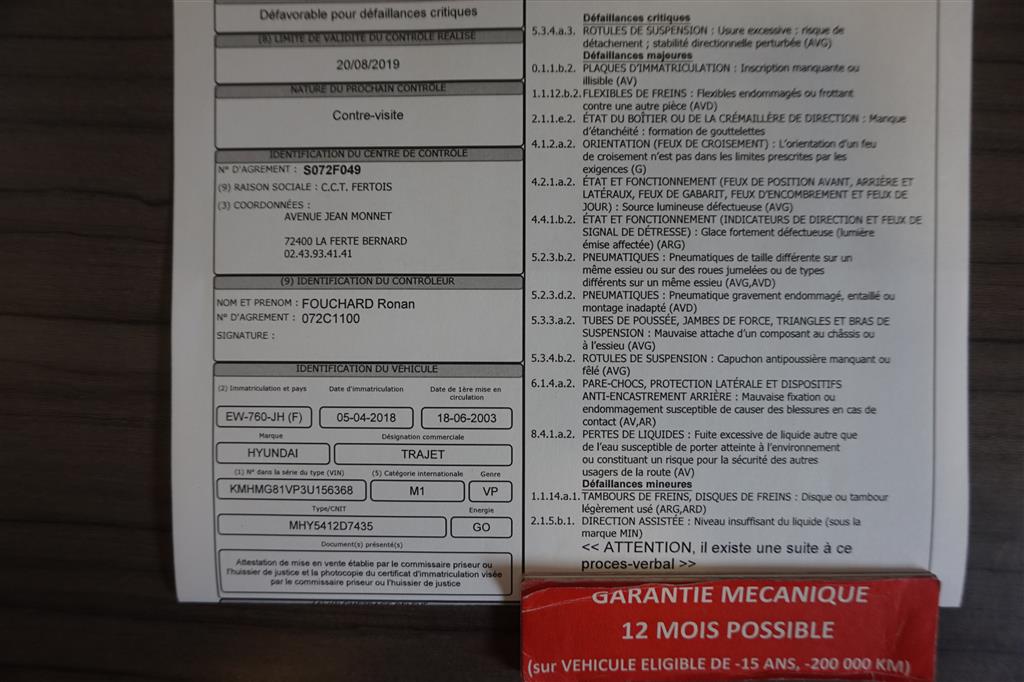 Défavorable pour défaillances critiques
(8) LIMITE DE VALIDITÉ DU CONTRÔLE RÉALISÉ
20/08/2019
NATURE DU PROCHAIN CONTRÔLE
Contre-visite
IDENTIFICATION DU CENTRE DE CONTRÔLE
N° D'AGREMENT : S072F049
(9) RAISON SOCIALE : C.C.T. FERTOIS
(3) COORDONNÉES :
AVENUE JEAN MONNET
72400 LA FERTE BERNARD
02.43.93.41.41
(9) IDENTIFICATION DU CONTRÔLEUR
NOM ET PRENOM : FOUCHARD Ronan
N° D'AGREMENT : 072C1100
SIGNATURE :
IDENTIFICATION DU VÉHICULE
(2) Immatriculation et pays Date d'immatriculation Date de 1ère mise en
circulation
EW-760-JH (F) 05-04-2018 18-06-2003
Marque Désignation commerciale
HYUNDAI TRAJET
(1) N° dans la série du type (VIN) (5) Catégorie internationale Genre
KMHMG81VP3U156368 M1 VP
Type/CNIT Energie
MHY5412D7435 GO
Document(s) présenté(s)
Attestation de mise en vente établie par le commissaire priseur ou
l'huissier de justice et la photocopie du certificat d'immatriculation visée
par le commissaire priseur ou l'huissier de justice
Défaillances critiques
5.3.4.a.3. ROTULES DE SUSPENSION : Usure excessive : risque de
détachement ; stabilité directionnelle perturbée (AVG)
Défaillances majeures
0.1.1.b.2. PLAQUES D'IMMATRICULATION : Inscription manquante ou
illisible (AV)
1.1.12.b.2. FLEXIBLES DE FREINS : Flexibles endommagés ou frottant
contre une autre pièce (AVD)
2.1.1.e.2. ÉTAT DU BOÎTIER OU DE LA CRÉMAILLÈRE DE DIRECTION : Manque
d'étanchéité : formation de gouttelettes
4.1.2.a.2. ORIENTATION (FEUX DE CROISEMENT) : L'orientation d'un feu
de croisement n'est pas dans les limites prescrites par les
exigences (G)
4.2.1.a.2. ÉTAT ET FONCTIONNEMENT (FEUX DE POSITION AVANT, ARRIÈRE ET
LATÉRAUX, FEUX DE GABARIT, FEUX D'ENCOMBREMENT ET FEUX DE
JOUR) : Source lumineuse défectueuse (AVG)
4.4.1.b.2. ÉTAT ET FONCTIONNEMENT (INDICATEURS DE DIRECTION ET FEUX DE
SIGNAL DE DÉTRESSE) : Glace fortement défectueuse (lumière
émise affectée) (ARG)
5.2.3.b.2. PNEUMATIQUES : Pneumatiques de taille différente sur un
même essieu ou sur des roues jumelées ou de types
différents sur un même essieu (AVG,AVD)
5.2.3.d.2. PNEUMATIQUES : Pneumatique gravement endommagé, entaillé ou
montage inadapté (AVD)
5.3.3.a.2. TUBES DE POUSSÉE, JAMBES DE FORCE, TRIANGLES ET BRAS DE
SUSPENSION : Mauvaise attache d'un composant au châssis ou
à l'essieu (AVG)
5.3.4.b.2. ROTULES DE SUSPENSION : Capuchon antipoussière manquant ou
fêlé (AVG)
6.1.4.a.2. PARE-CHOCS, PROTECTION LATÉRALE ET DISPOSITIFS
ANTI-ENCASTREMENT ARRIÈRE : Mauvaise fixation ou
endommagement susceptible de causer des blessures en cas de
contact (AV,AR)
8.4.1.a.2. PERTES DE LIQUIDES : Fuite excessive de liquide autre que
de l'eau susceptible de porter atteinte à l'environnement
ou constituant un risque pour la sécurité des autres
usagers de la route (AV)
Défaillances mineures
1.1.14.a.1. TAMBOURS DE FREINS, DISQUES DE FREINS : Disque ou tambour
légèrement usé (ARG,ARD)
2.1.5.b.1. DIRECTION ASSISTÉE : Niveau insuffisant du liquide (sous la
marque MIN)
<< ATTENTION, il existe une suite à ce
proces-verbal >>
GARANTIE MECANIQUE
12 MOIS POSSIBLE
(sur VEHICULE ELIGIBLE DE -15 ANS, -200 000 KM)